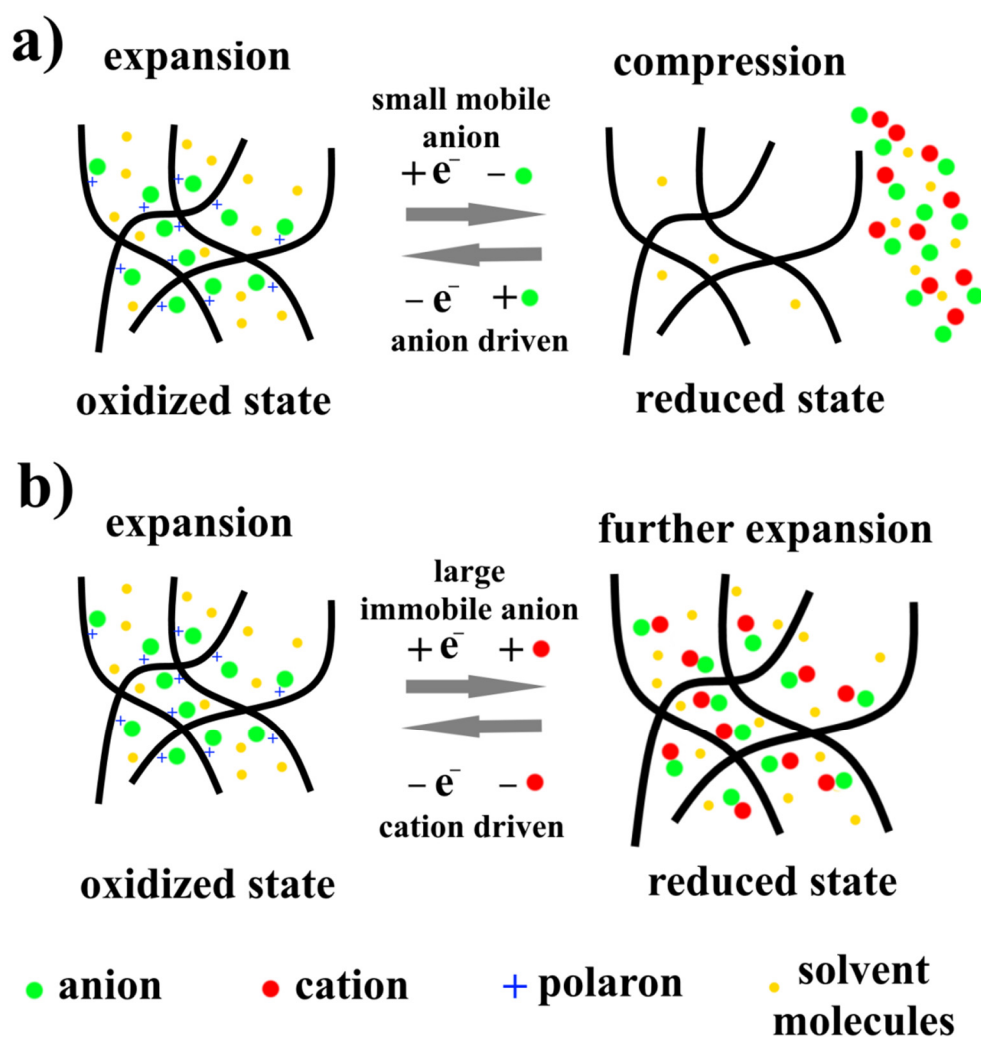 a)
expansion
compression
small mobile
anion
+ e⁻ −
− e⁻ +
anion driven
oxidized state
reduced state
b)
expansion
further expansion
large
immobile anion
+ e⁻ +
− e⁻ −
cation driven
oxidized state
reduced state
anion
cation
+ polaron
solvent
molecules